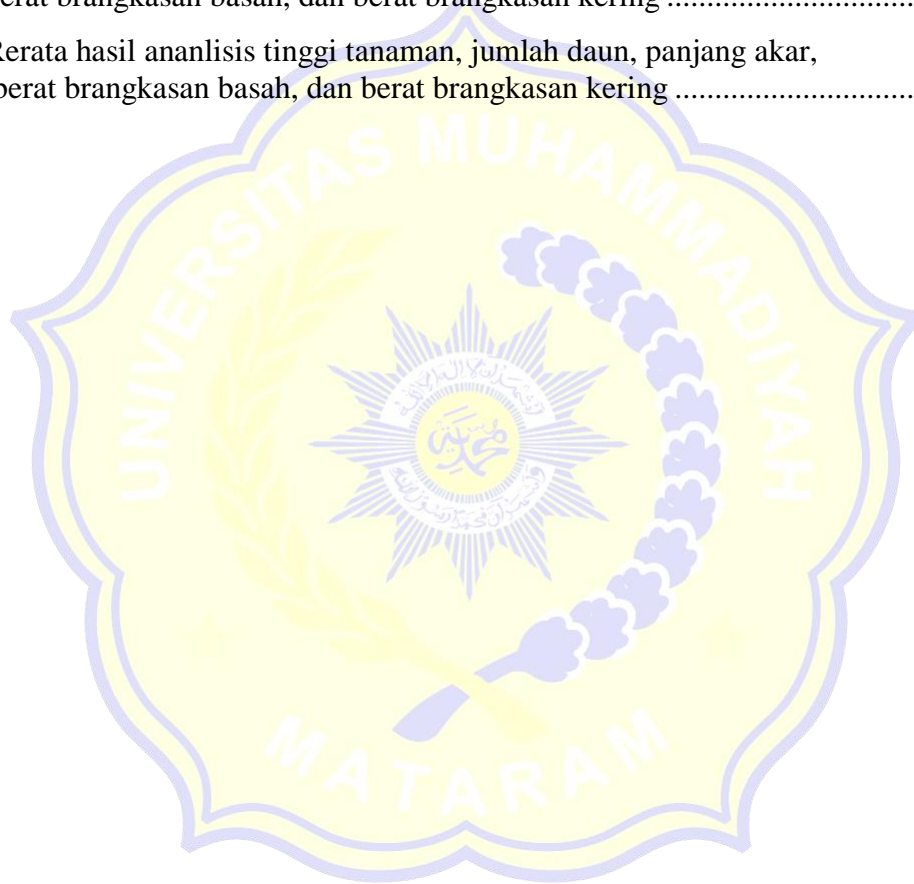 erat brangkasan basah, dan berat brangkasan kering ..............................
Rerata hasil ananlisis tinggi tanaman, jumlah daun, panjang akar,
berat brangkasan basah, dan berat brangkasan kering ..............................
UNIVERSITAS MUHAMMADIYAH
محمد
MATARAM